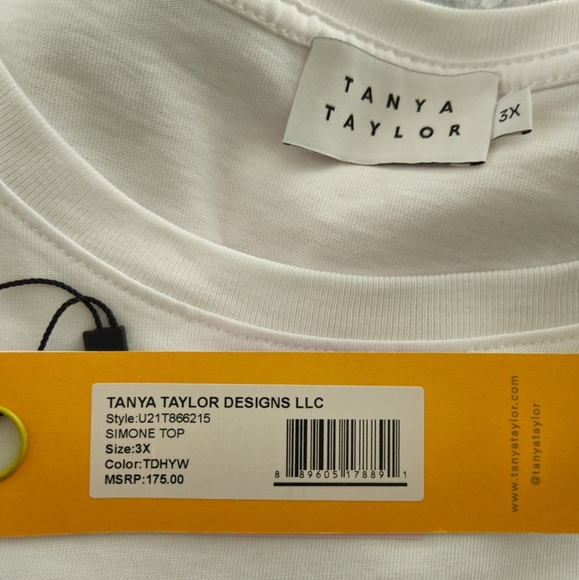 TANYA
TAYLOR
3X
TANYA TAYLOR DESIGNS LLC
Style:U21T866215
SIMONE TOP
Size:3X
Color:TDHYW
MSRP:175.00
8 89605 17889 1
www.tanyataylor.com
@tanyataylor